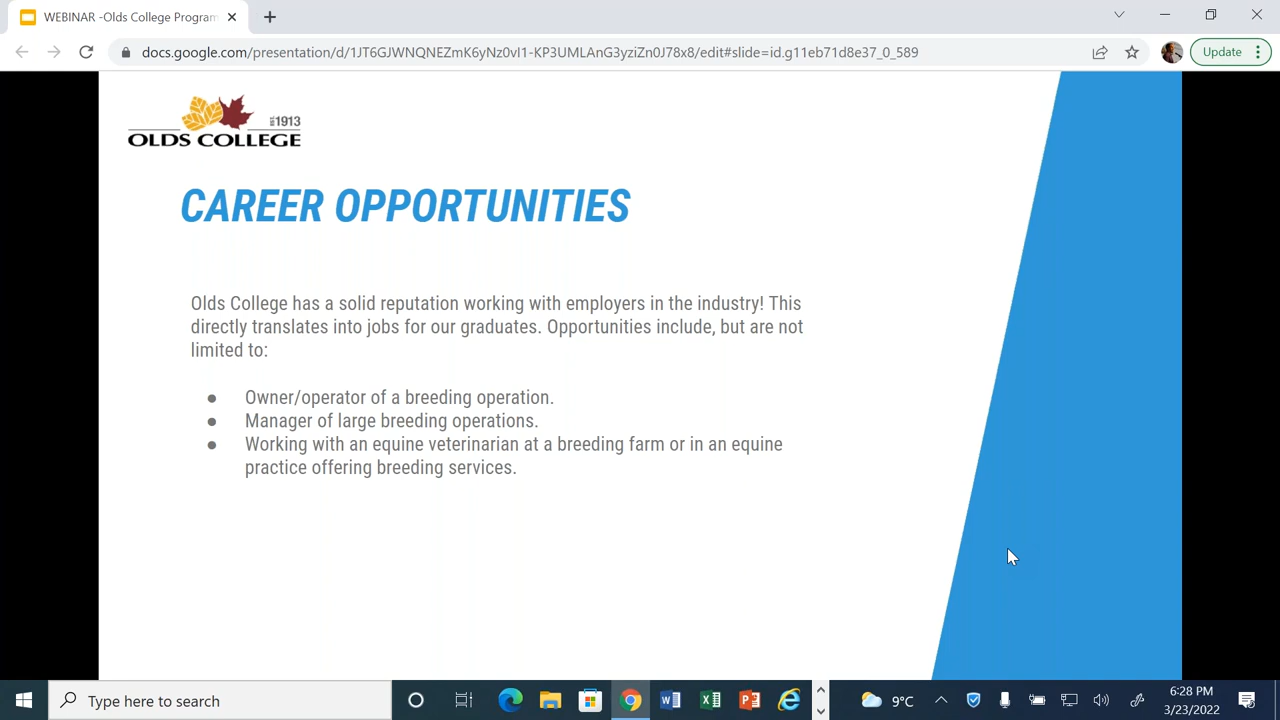 WEBINAR -Olds College Program
docs.google.com/presentation/d/1JT6GJWNQNEZmK6yNz0vI1-KP3UMLAnG3yziZn0J78x8/edit#slide=id.g11eb71d8e37_0_589
Update
EST. 1913
OLDS COLLEGE
CAREER OPPORTUNITIES
Olds College has a solid reputation working with employers in the industry! This
directly translates into jobs for our graduates. Opportunities include, but are not
limited to:
● Owner/operator of a breeding operation.
● Manager of large breeding operations.
● Working with an equine veterinarian at a breeding farm or in an equine
practice offering breeding services.
Type here to search
9°C
6:28 PM
3/23/2022